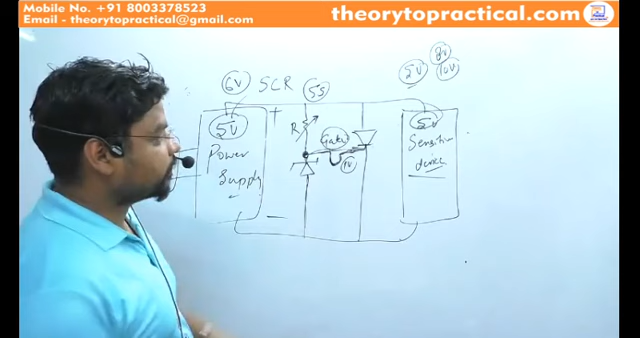 Mobile No. +91 8003378523
Email - theorytopractical@gmail.com
theorytopractical.com
6V SCR
5V
Power
Supply
+
-
R
Gate
5V 8V
10V
5V
Sensitive
device